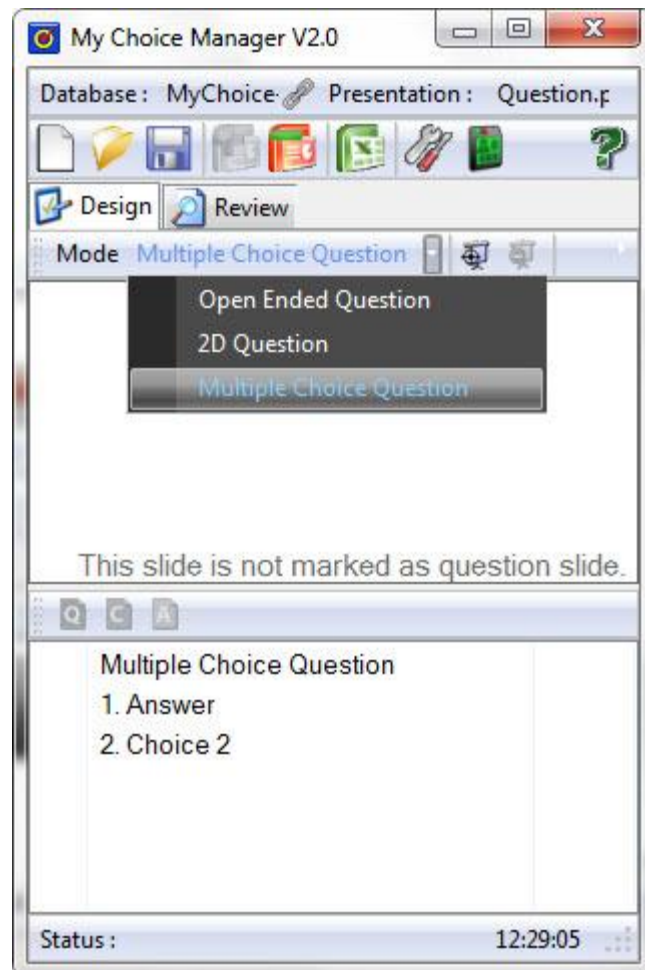 My Choice Manager V2.0
Database : MyChoice- Presentation : Question.p
Design Review
Mode Multiple Choice Question
Open Ended Question
2D Question
Multiple Choice Question
This slide is not marked as question slide.
Q C A
Multiple Choice Question
1. Answer
2. Choice 2
Status : 12:29:05